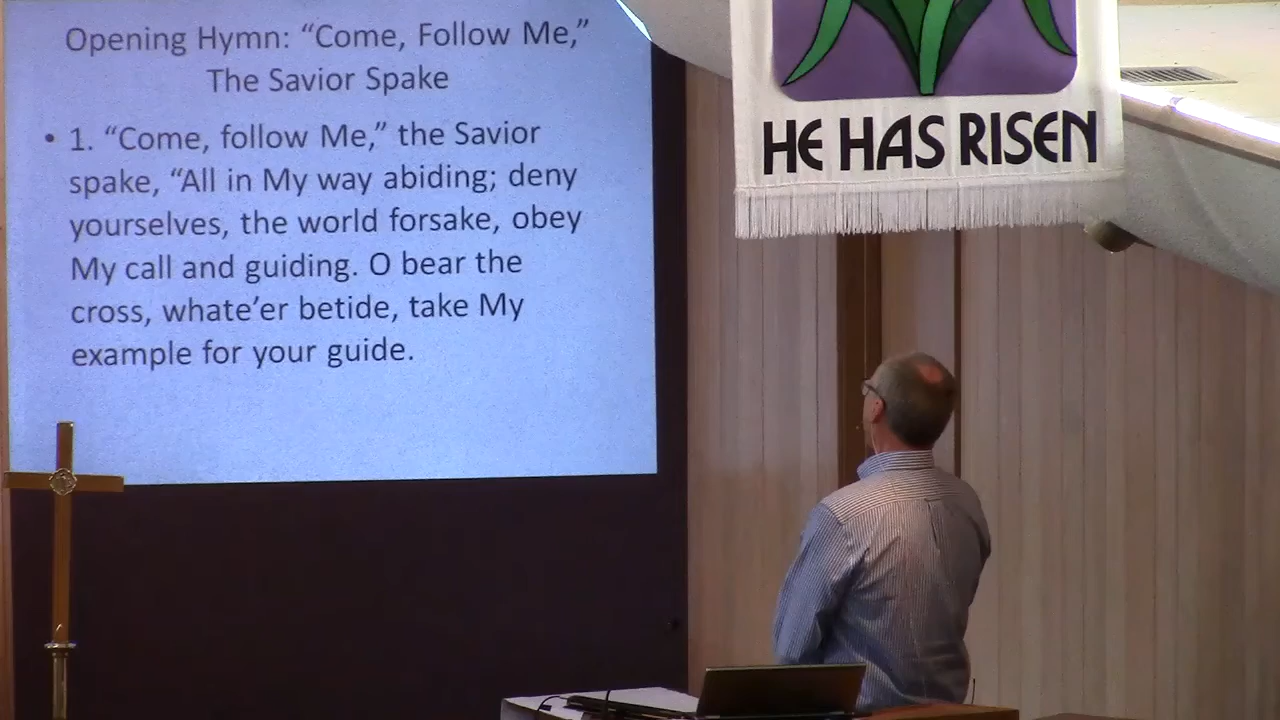 Opening Hymn: “Come, Follow Me,”
The Savior Spake
• 1. “Come, follow Me,” the Savior
spake, “All in My way abiding; deny
yourselves, the world forsake, obey
My call and guiding. O bear the
cross, whate’er betide, take My
example for your guide.
HE HAS RISEN